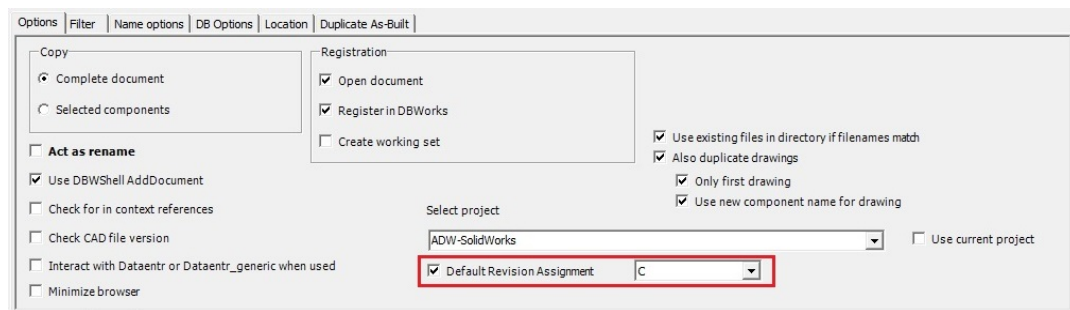 Options Filter Name options DB Options Location Duplicate As-Built
Copy
Complete document
Selected components
Registration
Open document
Register in DBWorks
Create working set
Act as rename
Use DBWShell AddDocument
Check for in context references
Check CAD file version
Interact with Dataentr or Dataentr_generic when used
Minimize browser
Use existing files in directory if filenames match
Also duplicate drawings
Only first drawing
Use new component name for drawing
Select project
ADW-SolidWorks
Use current project
Default Revision Assignment C